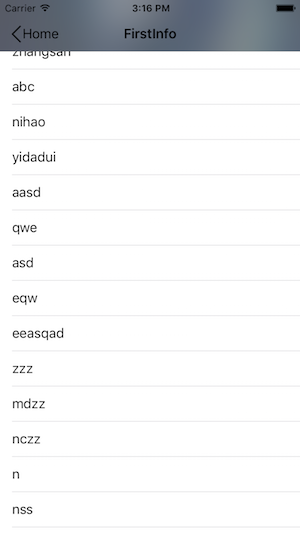 Carrier 3:16 PM
Home FirstInfo
zhangsan
abc
nihao
yidadui
aasd
qwe
asd
eqw
eeasqad
zzz
mdzz
nczz
n
nss